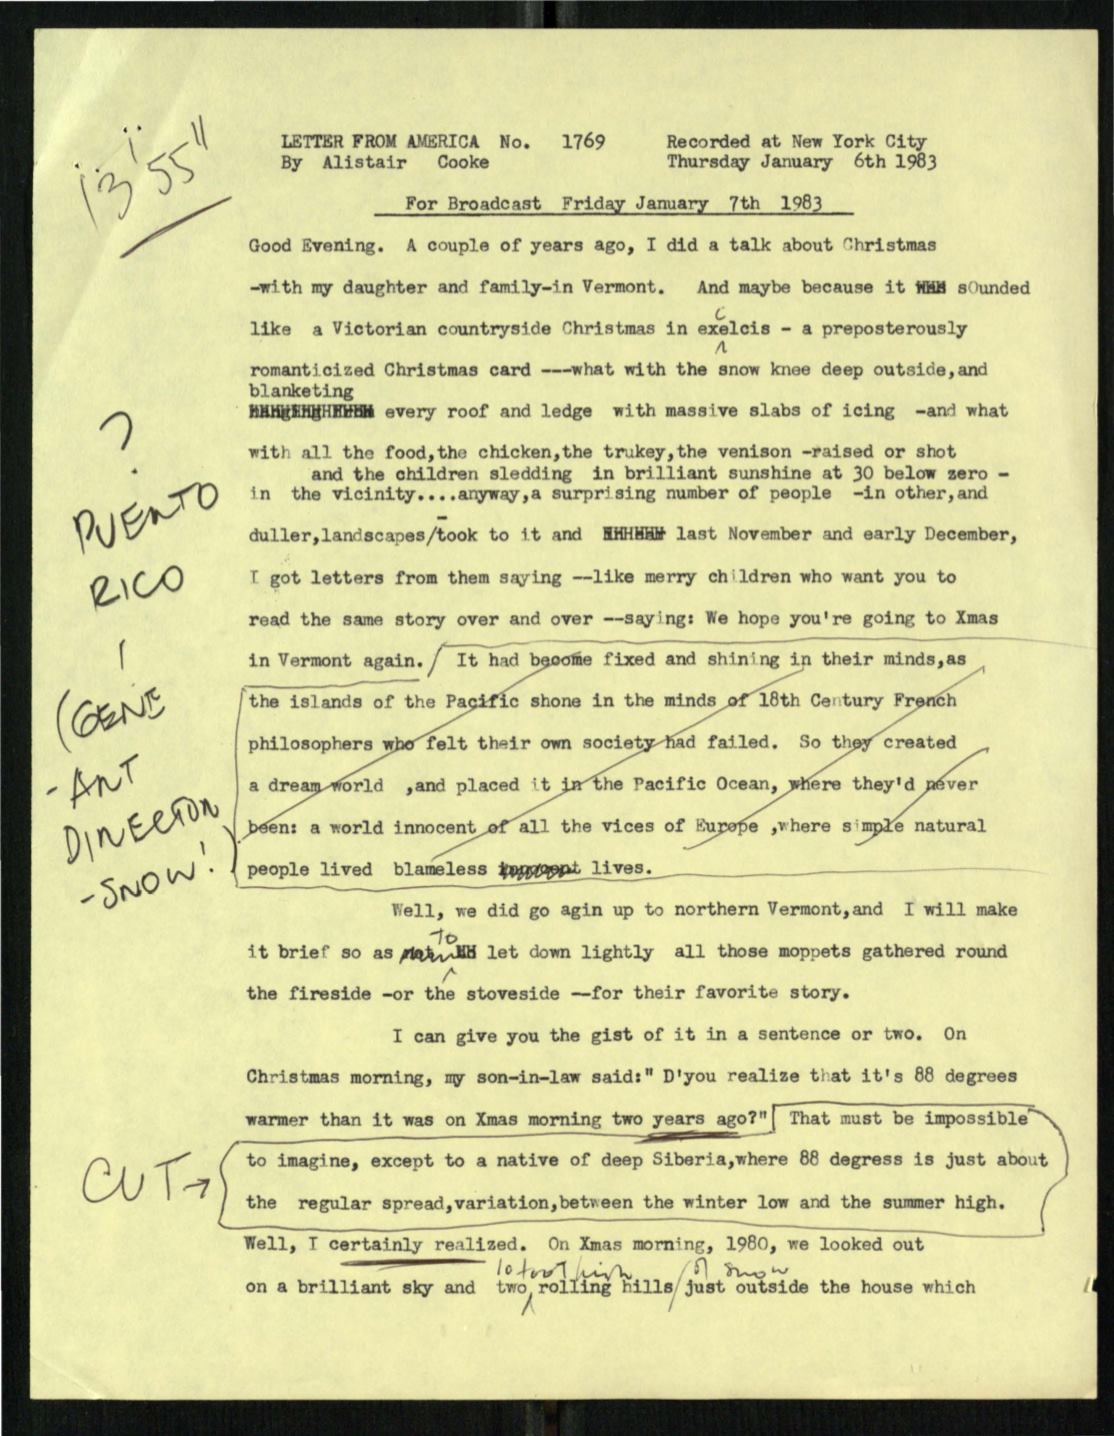 13' 55"
LETTER FROM AMERICA No. 1769 Recorded at New York City
By Alistair Cooke Thursday January 6th 1983
For Broadcast Friday January 7th 1983
Good Evening. A couple of years ago, I did a talk about Christmas
-with my daughter and family-in Vermont. And maybe because it sOunded
c
like a Victorian countryside Christmas in exelcis - a preposterously
romanticized Christmas card ---what with the snow knee deep outside,and
blanketing
every roof and ledge with massive slabs of icing -and what
with all the food,the chicken,the trukey,the venison -raised or shot
and the children sledding in brilliant sunshine at 30 below zero -
in the vicinity....anyway,a surprising number of people -in other,and
duller,landscapes/took to it and last November and early December,
I got letters from them saying --like merry children who want you to
read the same story over and over --saying: We hope you're going to Xmas
in Vermont again. It had become fixed and shining in their minds,as
the islands of the Pacific shone in the minds of 18th Century French
philosophers who felt their own society had failed. So they created
a dream world ,and placed it in the Pacific Ocean, where they'd never
been: a world innocent of all the vices of Europe ,where simple natural
people lived blameless innocent lives.
?
PUERTO
RICO
/
(GENE
-ART
DIRECTOR
-SNOW!)
Well, we did go agin up to northern Vermont,and I will make
to
it brief so as not let down lightly all those moppets gathered round
the fireside -or the stoveside --for their favorite story.
I can give you the gist of it in a sentence or two. On
Christmas morning, my son-in-law said:" D'you realize that it's 88 degrees
warmer than it was on Xmas morning two years ago?" That must be impossible
CUT→
to imagine, except to a native of deep Siberia,where 88 degress is just about
the regular spread,variation,between the winter low and the summer high.
Well, I certainly realized. On Xmas morning, 1980, we looked out
10 foot high of snow
on a brilliant sky and two rolling hills/just outside the house which